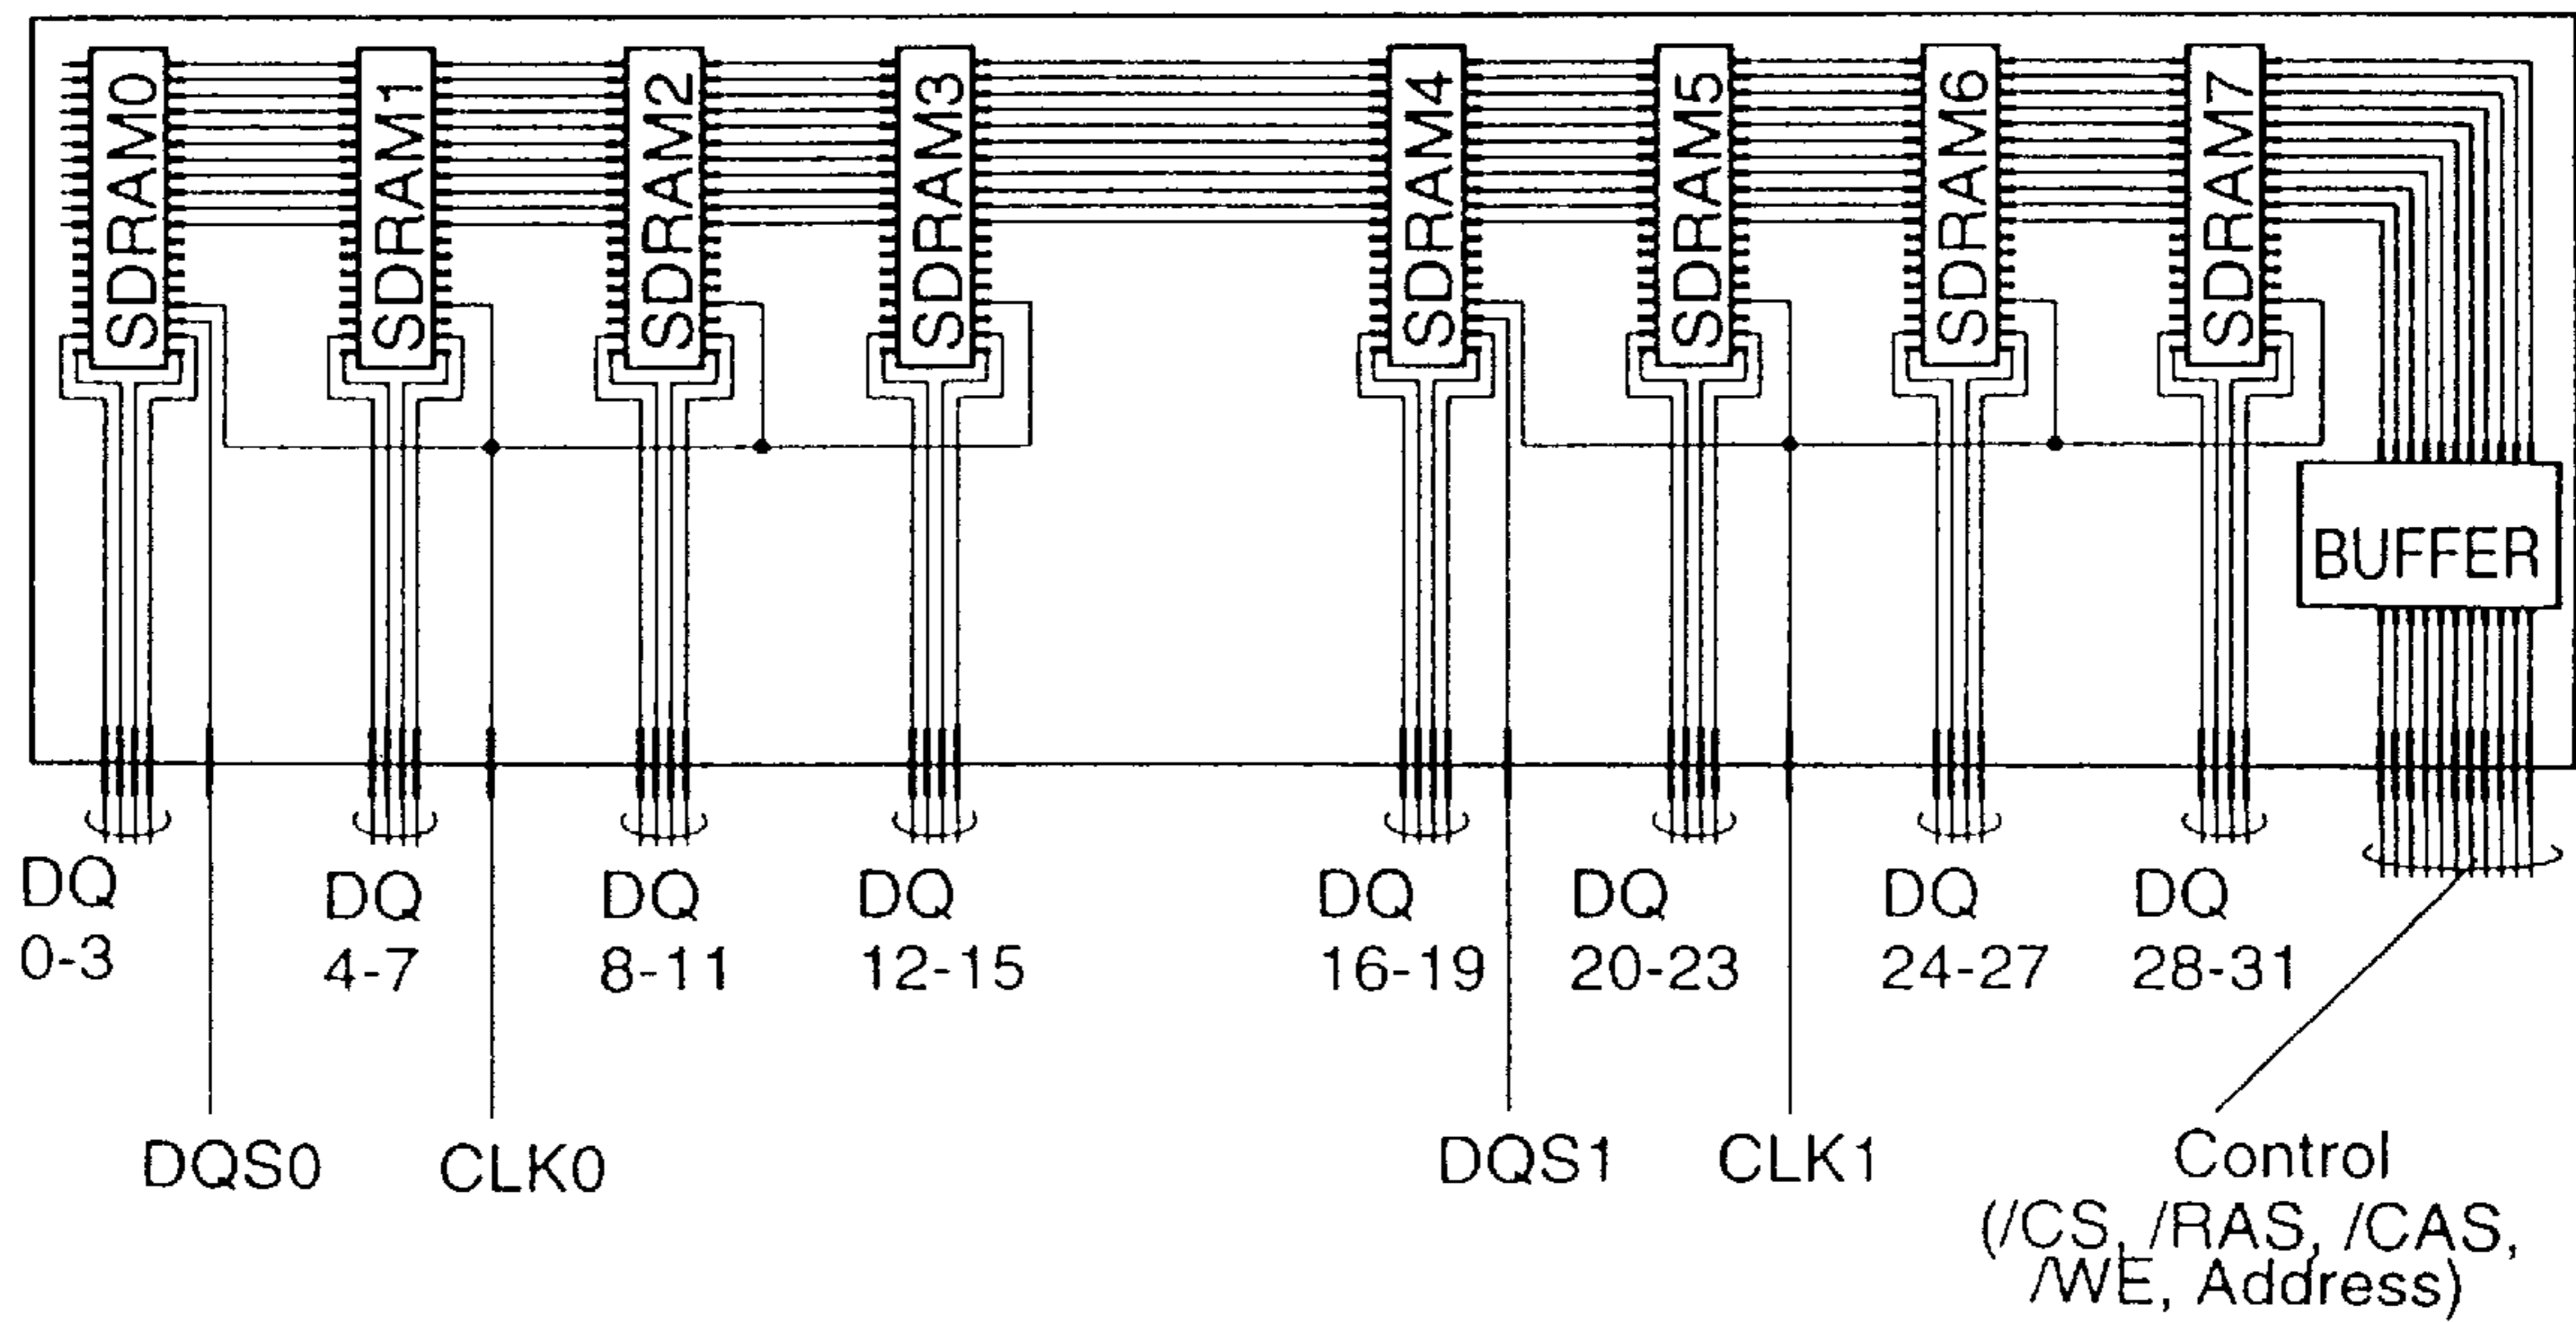 SDRAM0
SDRAM1
SDRAM2
SDRAM3
SDRAM4
SDRAM5
SDRAM6
SDRAM7
BUFFER
DQ
0-3
DQ
4-7
DQ
8-11
DQ
12-15
DQ
16-19
DQ
20-23
DQ
24-27
DQ
28-31
DQS0
CLK0
DQS1
CLK1
Control
(/CS, /RAS, /CAS,
/WE, Address)